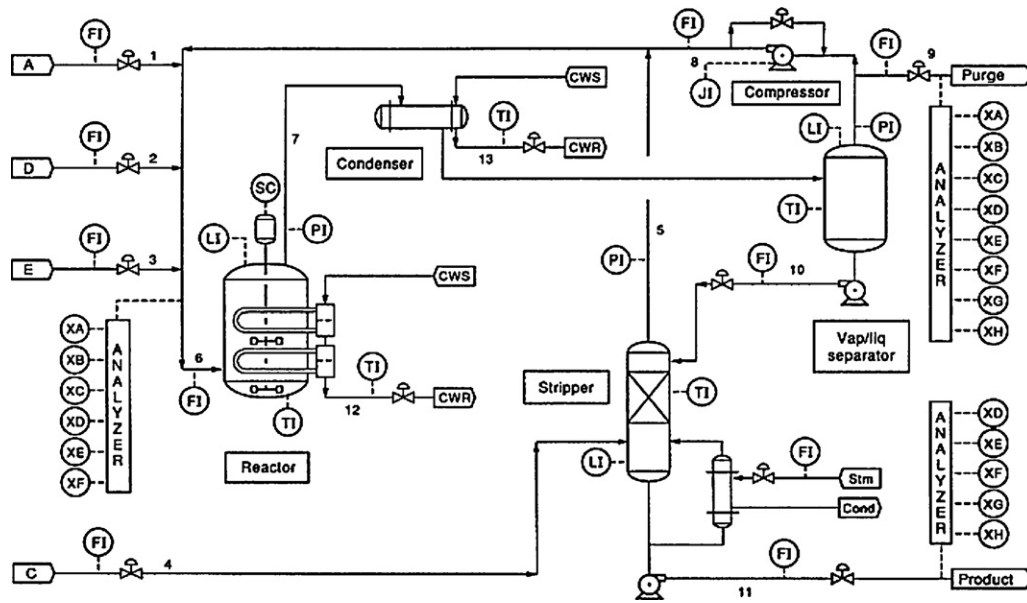 FI
FI
FI
9
A
1
8
CWS
JI
Compressor
Purge
7
TI
LI
PI
XA
FI
13
CWR
XB
D
2
Condenser
XC
SC
TI
XD
ANALYZER
FI
LI
PI
5
XE
E
3
PI
FI
XF
CWS
10
XG
XA
XH
XB
6
Vap/liq
separator
XC
FI
TI
ANALYZER
XD
TI
12
CWR
Stripper
TI
XD
XE
Reactor
XE
XF
LI
FI
XF
Stm
ANALYZER
XG
Cond
XH
FI
C
4
FI
11
Product